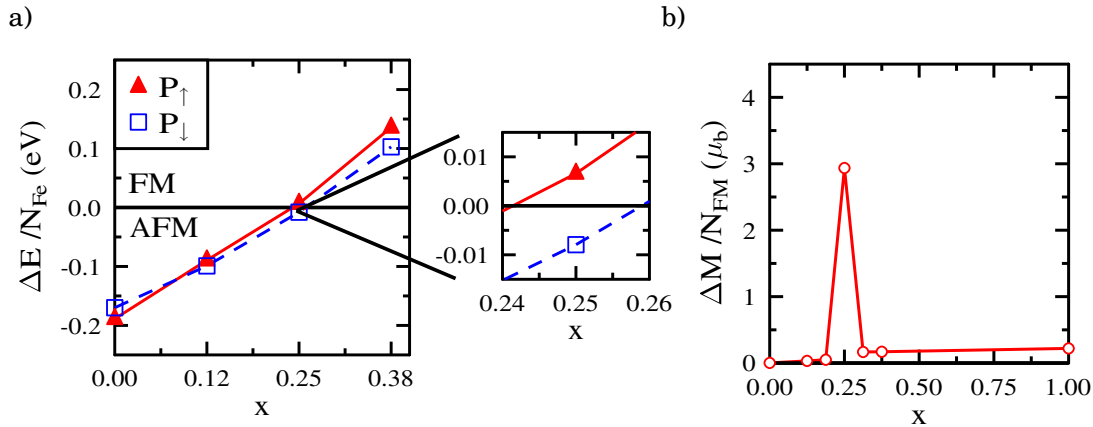 a)
ΔE /N_Fe (eV)
0.2
0.1
0.0
-0.1
-0.2
P↑
P↓
FM
AFM
0.00
0.12
0.25
0.38
x
0.01
0.00
-0.01
0.24
0.25
0.26
x
b)
ΔM /N_FM (μ_b)
4
3
2
1
0
0.00
0.25
0.50
0.75
1.00
x